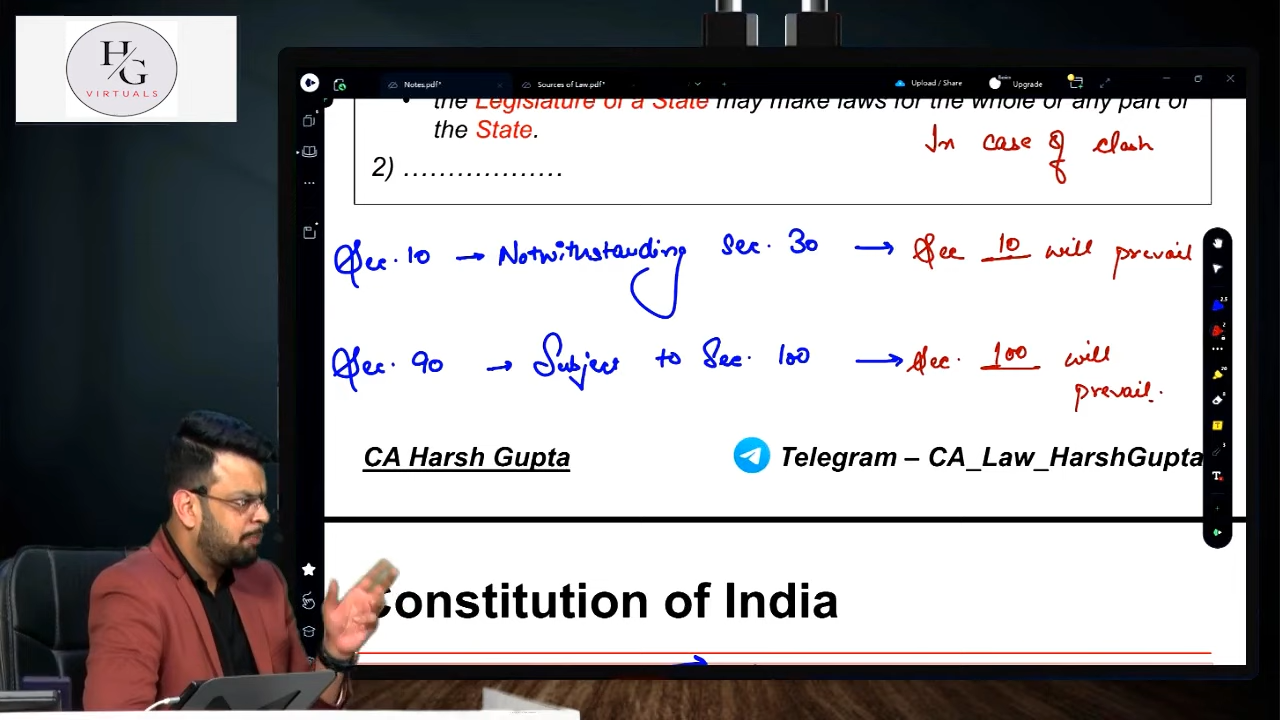 H/G
VIRTUALS
Notes.pdf*
Sources of Law.pdf*
Upload / Share
Basic
Upgrade
the Legislature of a State may make laws for the whole or any part of
the State.
2) ………………
In case of clash
Sec. 10 → Notwithstanding Sec. 30 → Sec 10 will prevail
Sec. 90 → Subject to Sec. 100 → Sec. 100 will
prevail.
CA Harsh Gupta
Telegram – CA_Law_HarshGupta
Constitution of India